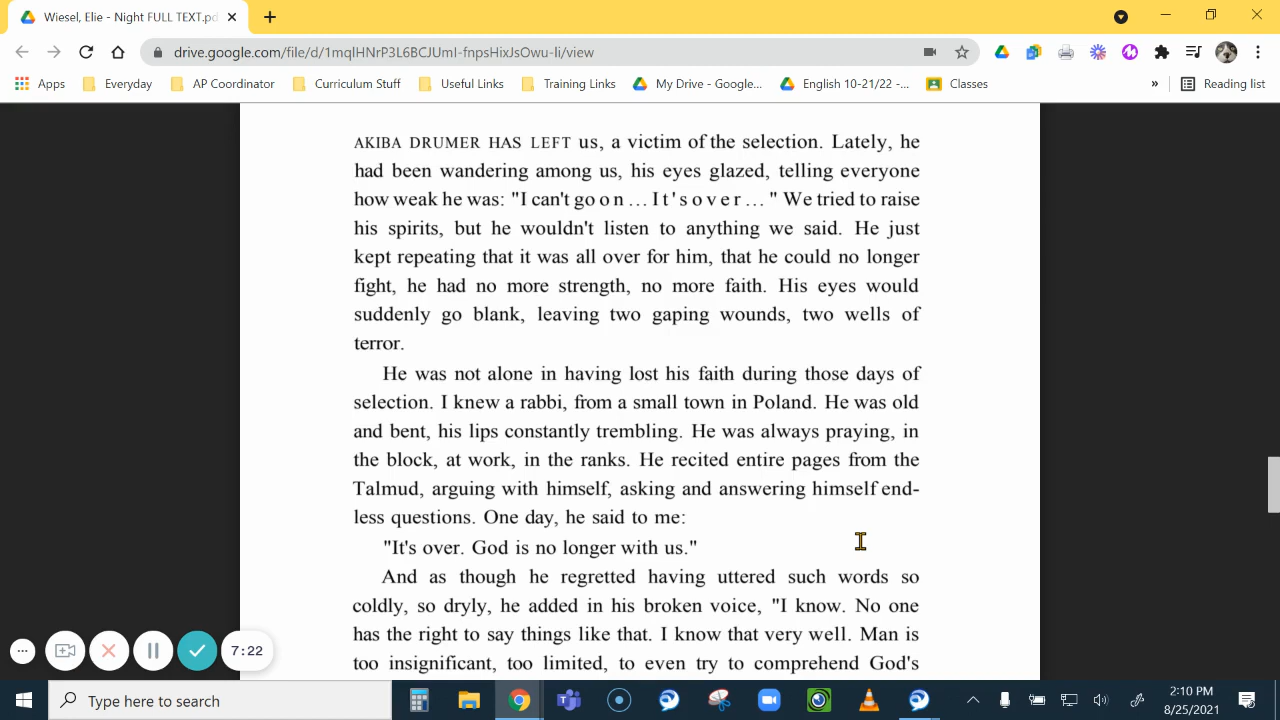 Wiesel, Elie - Night FULL TEXT.pd
drive.google.com/file/d/1mqIHNrP3L6BCJUmI-fnpsHixJsOwu-li/view
Apps Everyday AP Coordinator Curriculum Stuff Useful Links Training Links My Drive - Google... English 10-21/22 -... Classes » Reading list
AKIBA DRUMER HAS LEFT us, a victim of the selection. Lately, he
had been wandering among us, his eyes glazed, telling everyone
how weak he was: "I can't go o n ... I t ' s o v e r ... " We tried to raise
his spirits, but he wouldn't listen to anything we said. He just
kept repeating that it was all over for him, that he could no longer
fight, he had no more strength, no more faith. His eyes would
suddenly go blank, leaving two gaping wounds, two wells of
terror.
He was not alone in having lost his faith during those days of
selection. I knew a rabbi, from a small town in Poland. He was old
and bent, his lips constantly trembling. He was always praying, in
the block, at work, in the ranks. He recited entire pages from the
Talmud, arguing with himself, asking and answering himself end-
less questions. One day, he said to me:
"It's over. God is no longer with us."
And as though he regretted having uttered such words so
coldly, so dryly, he added in his broken voice, "I know. No one
has the right to say things like that. I know that very well. Man is
too insignificant, too limited, to even try to comprehend God's
7:22
Type here to search
2:10 PM
8/25/2021